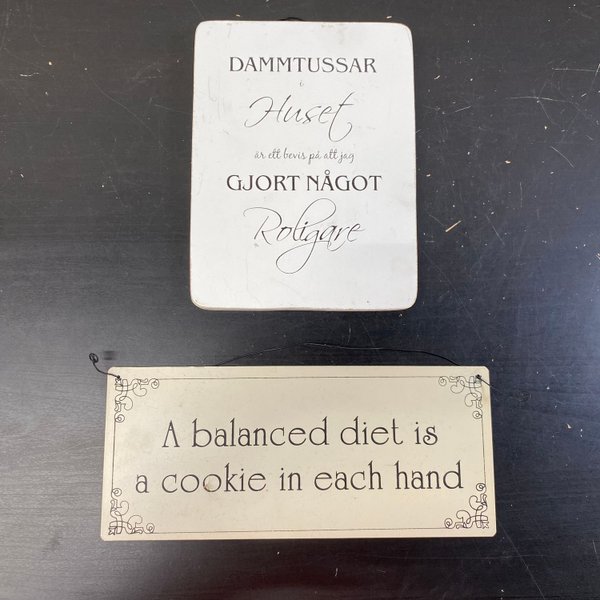 DAMMTUSSAR
i
Huset
är ett bevis på att jag
GJORT NÅGOT
Roligare
A balanced diet is
a cookie in each hand